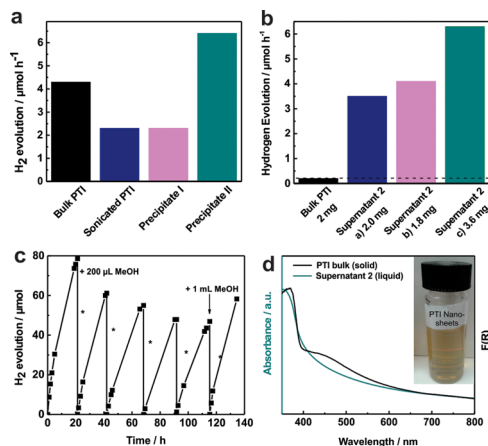 a
H2 evolution / µmol h-1
6
5
4
3
2
1
0
Bulk PTI
Sonicated PTI
Precipitate I
Precipitate II
b
Hydrogen Evolution / µmol h-1
6
5
4
3
2
1
0
Bulk PTI
2 mg
Supernatant 2
a) 2.0 mg
Supernatant 2
b) 1.8 mg
Supernatant 2
c) 3.6 mg
c
H2 evolution / µmol
80
60
40
20
0
+ 200 µL MeOH
+ 1 mL MeOH
*
*
*
*
*
0 20 40 60 80 100 120 140
Time / h
d
Absorbance / a.u.
PTI bulk (solid)
Supernatant 2 (liquid)
PTI Nano-
sheets
F(R)
400 500 600 700 800
Wavelength / nm